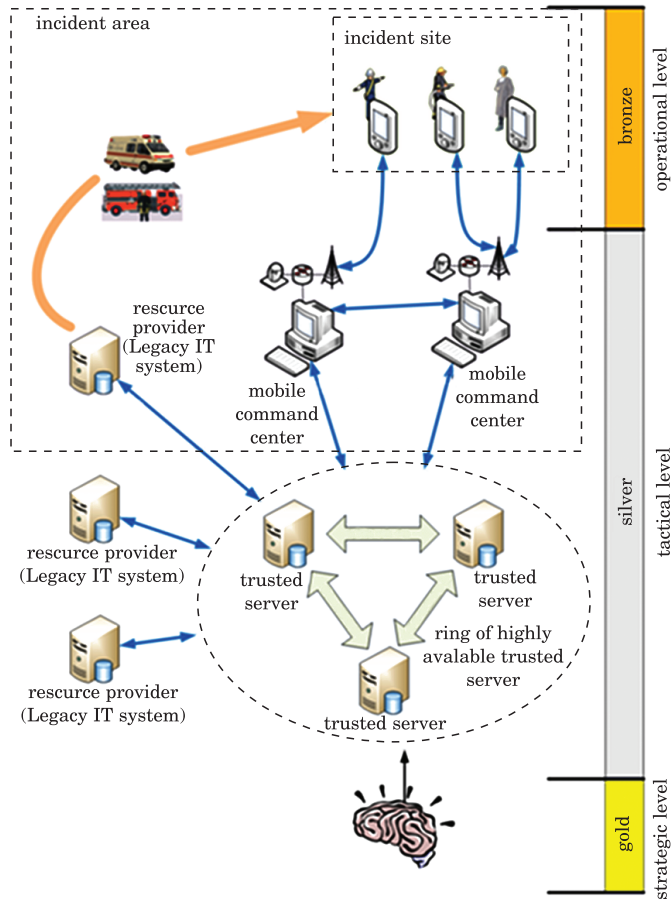 incident area
incident site
bronze
operational level
rescurce
provider
(Legacy IT
system)
mobile
command
center
mobile
command
center
silver
tactical level
rescurce provider
(Legacy IT system)
trusted
server
trusted
server
ring of highly
avalable trusted
server
rescurce provider
(Legacy IT system)
trusted server
gold
strategic level